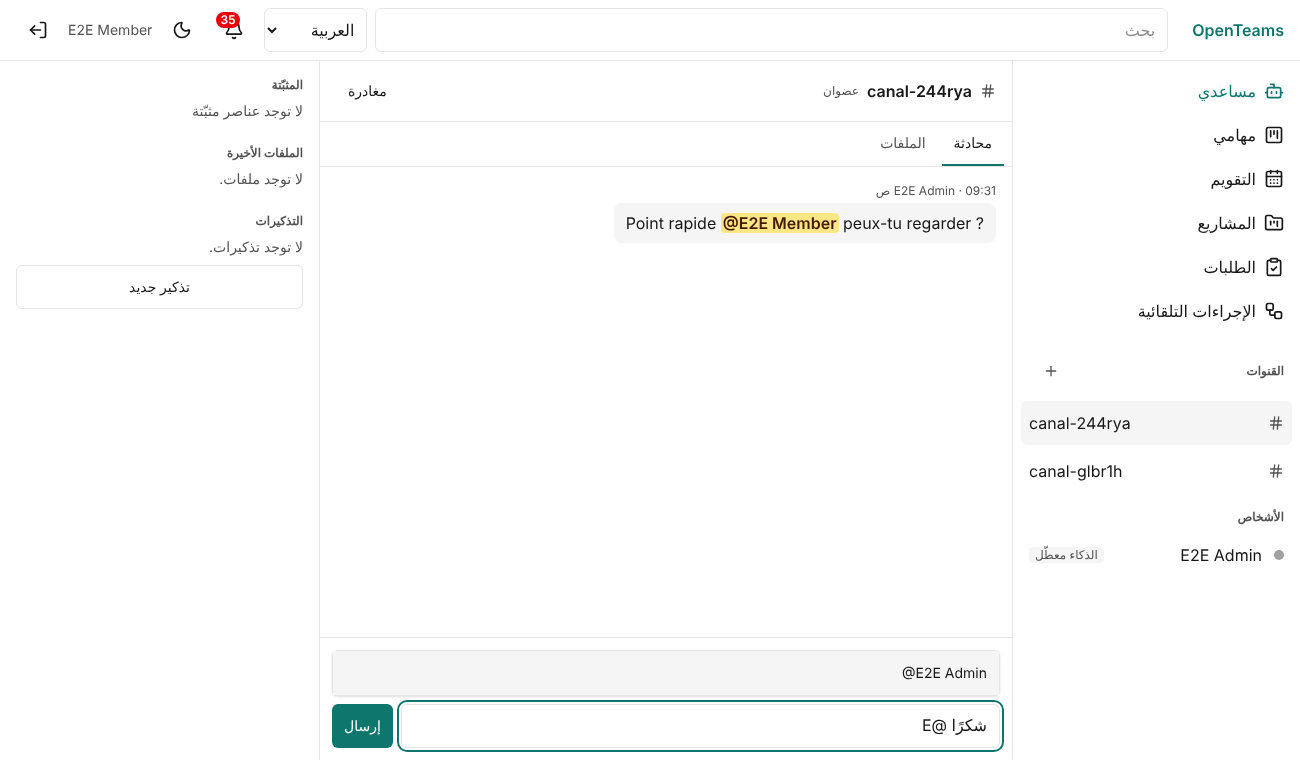 OpenTeams
بحث
العربية
35
E2E Member
مساعدي
مهامي
التقويم
المشاريع
الطلبات
الإجراءات التلقائية
القنوات
canal-244rya
canal-glbr1h
الأشخاص
E2E Admin
الذكاء معطّل
canal-244rya عضوان
مغادرة
محادثة
الملفات
E2E Admin · 09:31 ص
Point rapide @E2E Member peux-tu regarder ?
@E2E Admin
شكرًا @E
إرسال
المثبّتة
لا توجد عناصر مثبّتة
الملفات الأخيرة
لا توجد ملفات.
التذكيرات
لا توجد تذكيرات.
تذكير جديد